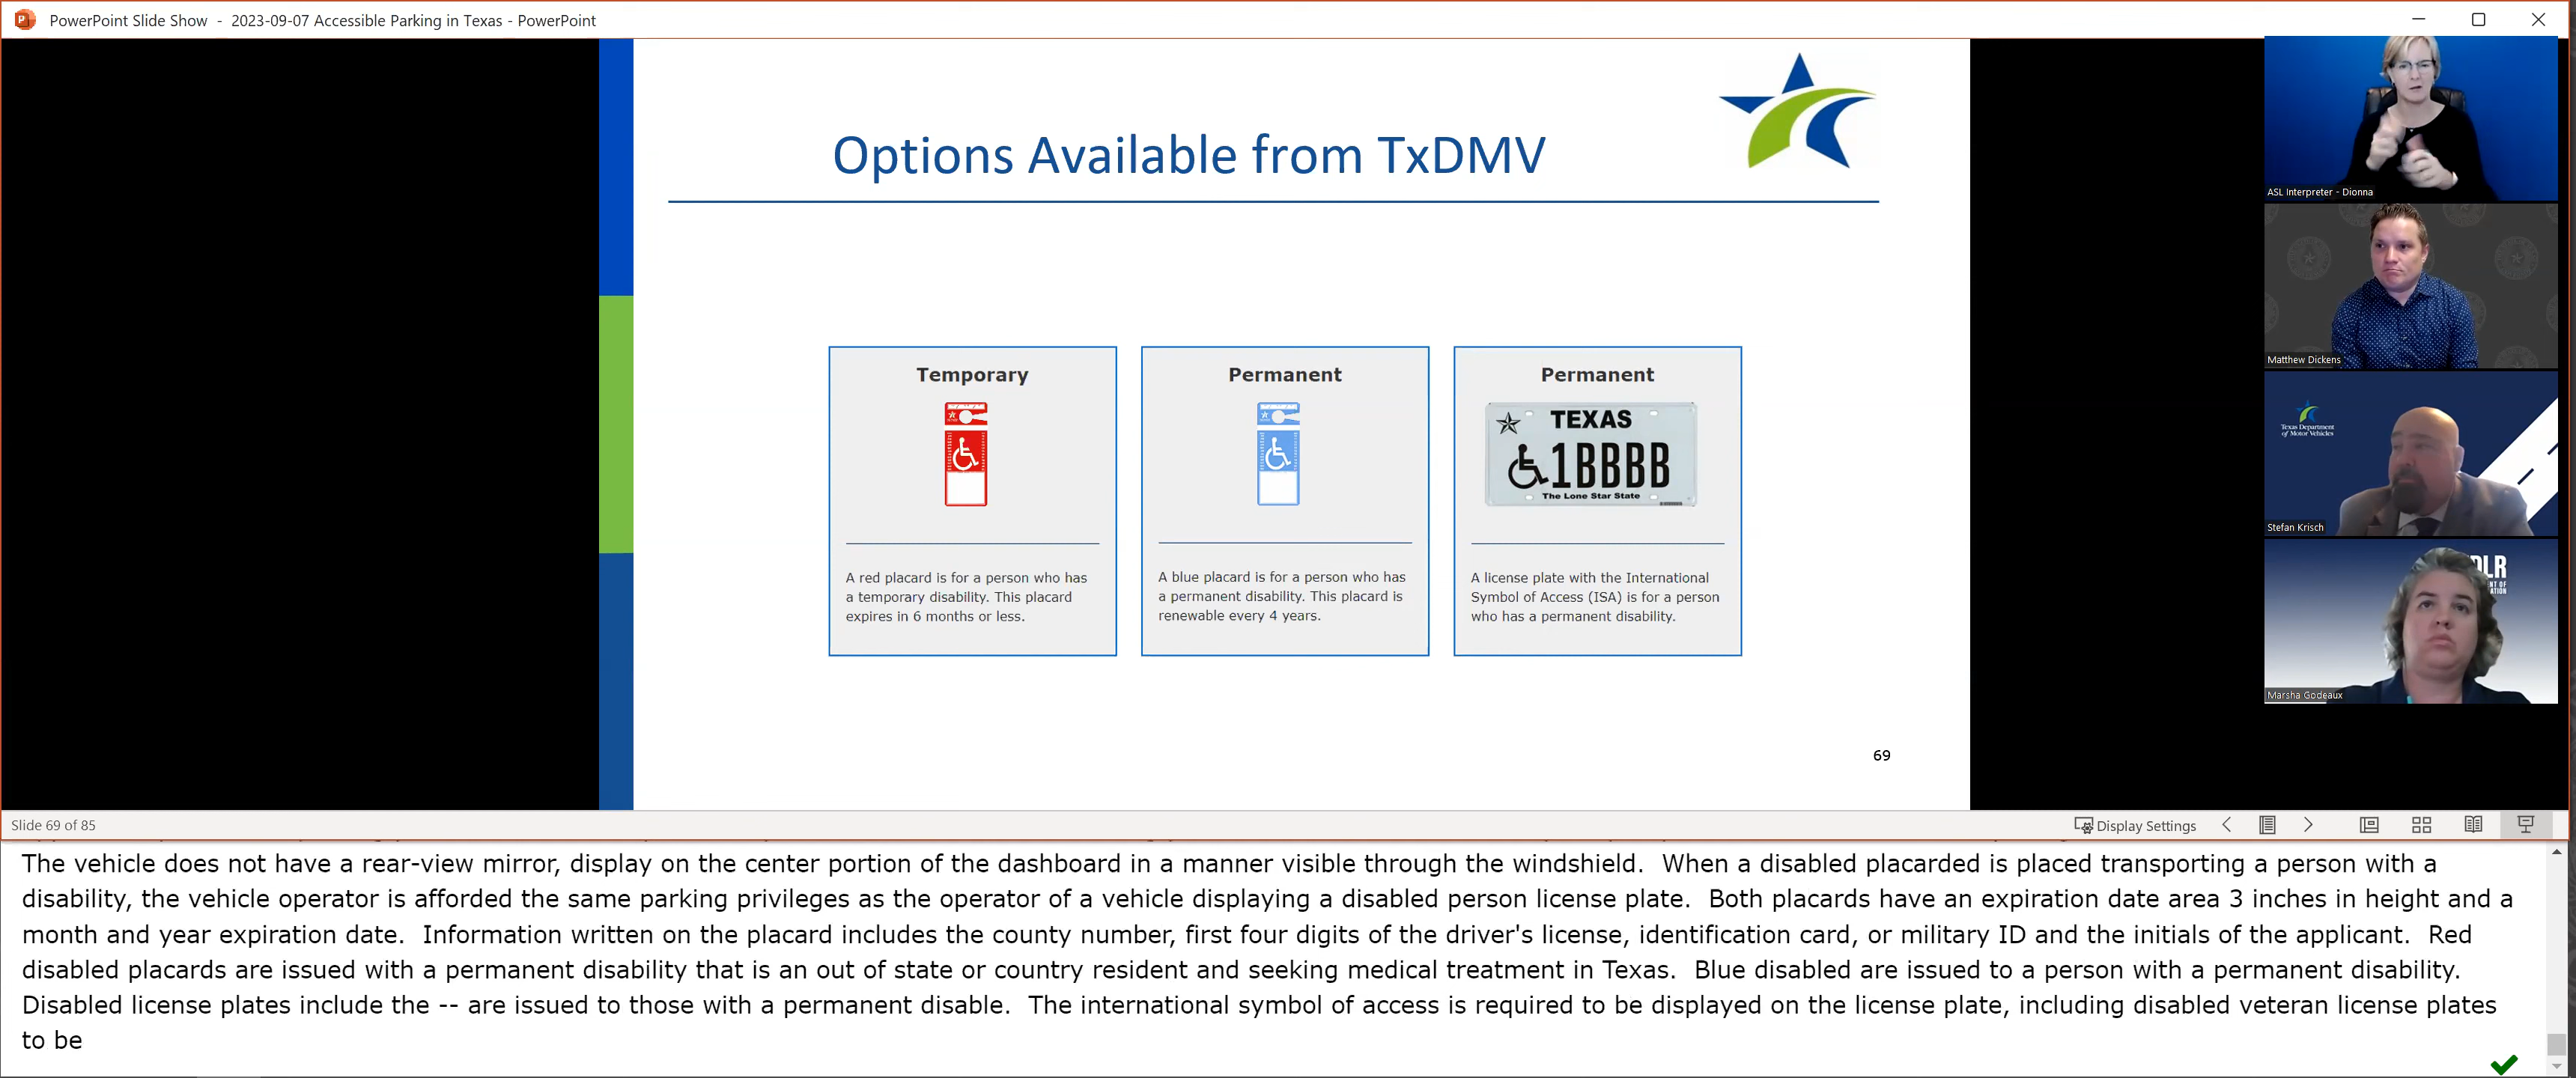 PowerPoint Slide Show - 2023-09-07 Accessible Parking in Texas - PowerPoint
Options Available from TxDMV
Temporary
A red placard is for a person who has
a temporary disability. This placard
expires in 6 months or less.
Permanent
A blue placard is for a person who has
a permanent disability. This placard is
renewable every 4 years.
Permanent
TEXAS
1BBBB
The Lone Star State
A license plate with the International
Symbol of Access (ISA) is for a person
who has a permanent disability.
69
ASL Interpreter - Dionna
Matthew Dickens
Texas Department
of Motor Vehicles
Stefan Krisch
DLR
NT OF
ATION
Marsha Godeaux
Slide 69 of 85
Display Settings
The vehicle does not have a rear-view mirror, display on the center portion of the dashboard in a manner visible through the windshield. When a disabled placarded is placed transporting a person with a
disability, the vehicle operator is afforded the same parking privileges as the operator of a vehicle displaying a disabled person license plate. Both placards have an expiration date area 3 inches in height and a
month and year expiration date. Information written on the placard includes the county number, first four digits of the driver's license, identification card, or military ID and the initials of the applicant. Red
disabled placards are issued with a permanent disability that is an out of state or country resident and seeking medical treatment in Texas. Blue disabled are issued to a person with a permanent disability.
Disabled license plates include the -- are issued to those with a permanent disable. The international symbol of access is required to be displayed on the license plate, including disabled veteran license plates
to be